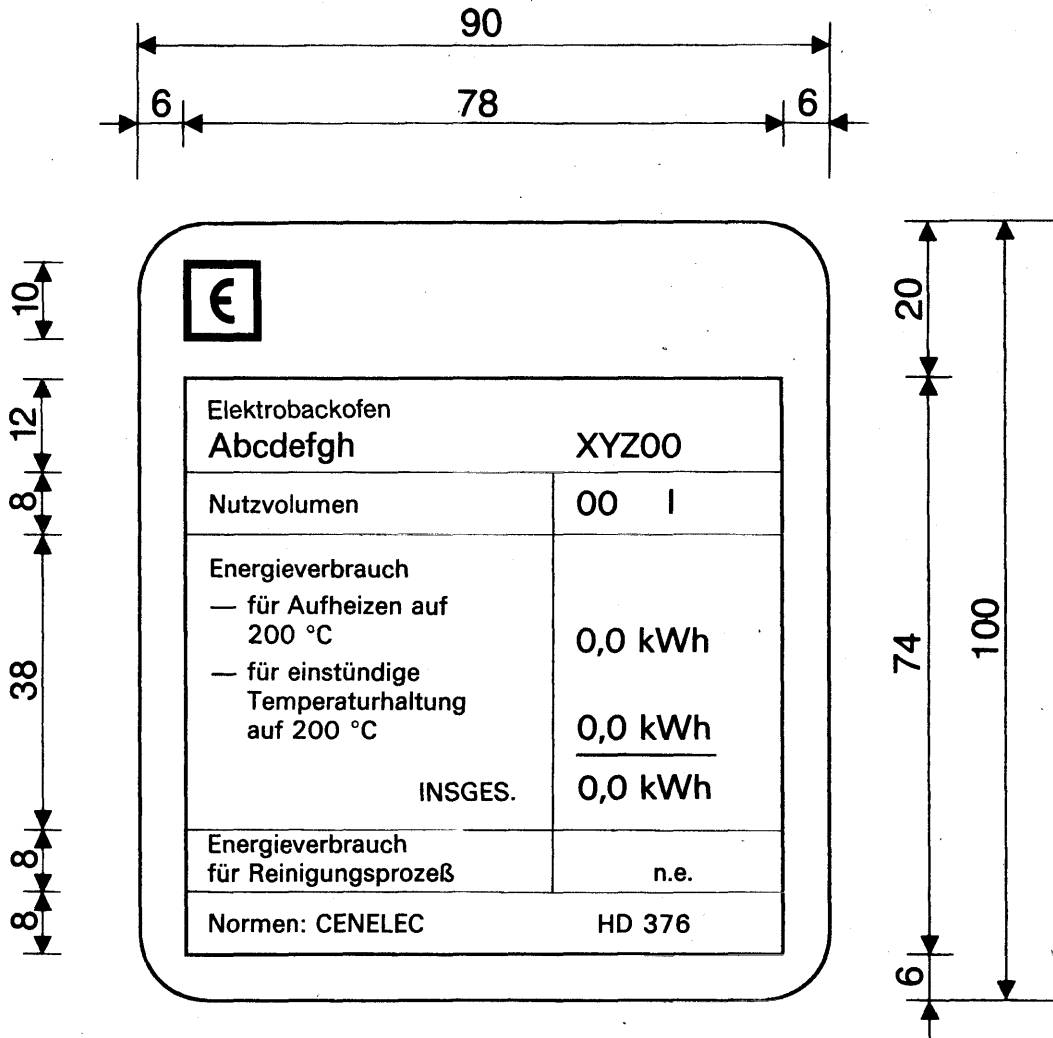 90
6 78 6
10
20
Є
12
Elektrobackofen
Abcdefgh XYZ00
8
Nutzvolumen 00 l
38
Energieverbrauch
— für Aufheizen auf
200 °C 0,0 kWh
— für einstündige
Temperaturhaltung
auf 200 °C 0,0 kWh
INSGES. 0,0 kWh
74
100
8
Energieverbrauch
für Reinigungsprozeß n.e.
8
Normen: CENELEC HD 376
6